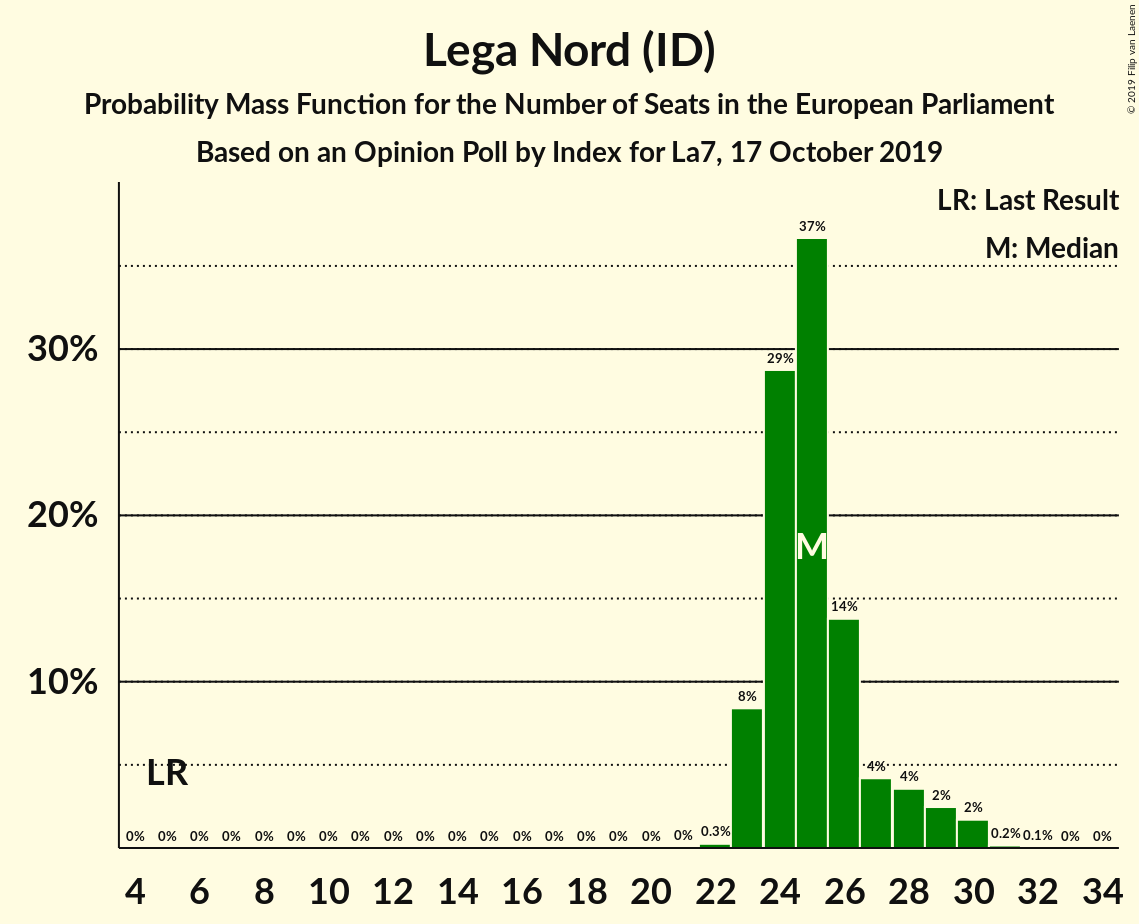 Lega Nord (ID)
Probability Mass Function for the Number of Seats in the European Parliament
Based on an Opinion Poll by Index for La7, 17 October 2019
© 2019 Filip van Laenen
LR: Last Result
M: Median
37%
30%
29%
20%
M
14%
10%
8%
LR
4%
4%
2%
2%
0% 0% 0% 0% 0% 0% 0% 0% 0% 0% 0% 0% 0% 0% 0% 0% 0% 0% 0.3% 0.2% 0.1% 0% 0%
4 6 8 10 12 14 16 18 20 22 24 26 28 30 32 34